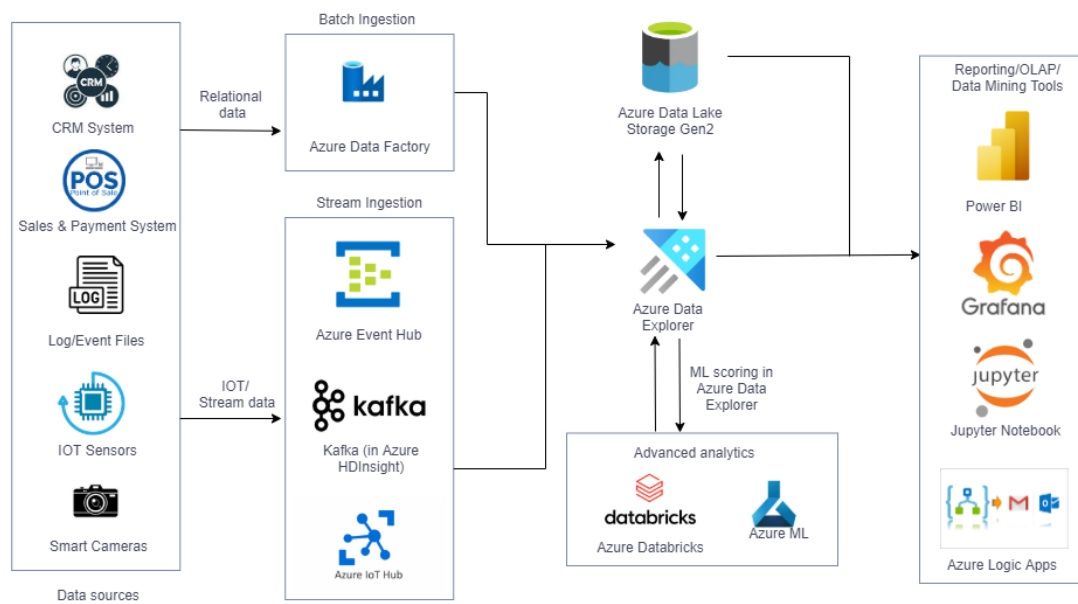 CRM
CRM System
POS
Point of Sale
Sales & Payment System
LOG
Log/Event Files
IOT Sensors
Smart Cameras
Data sources
Relational
data
IOT/
Stream data
Batch Ingestion
Azure Data Factory
Stream Ingestion
Azure Event Hub
kafka
Kafka (in Azure
HDInsight)
Azure IoT Hub
Azure Data Lake
Storage Gen2
Azure Data
Explorer
ML scoring in
Azure Data
Explorer
Advanced analytics
databricks
Azure Databricks
Azure ML
Reporting/OLAP/
Data Mining Tools
Power BI
Grafana
Jupyter
Jupyter Notebook
Azure Logic Apps